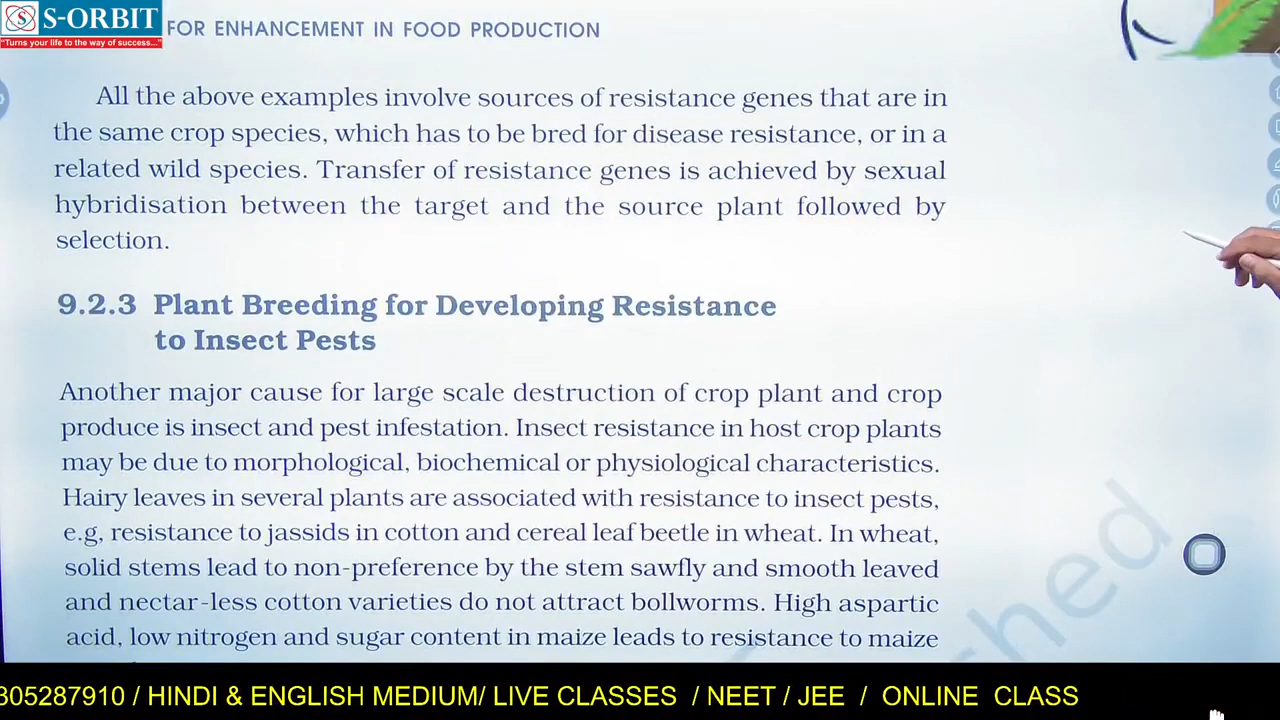 S-ORBIT
"Turns your life to the way of success..."
FOR ENHANCEMENT IN FOOD PRODUCTION
All the above examples involve sources of resistance genes that are in
the same crop species, which has to be bred for disease resistance, or in a
related wild species. Transfer of resistance genes is achieved by sexual
hybridisation between the target and the source plant followed by
selection.
9.2.3 Plant Breeding for Developing Resistance
to Insect Pests
Another major cause for large scale destruction of crop plant and crop
produce is insect and pest infestation. Insect resistance in host crop plants
may be due to morphological, biochemical or physiological characteristics.
Hairy leaves in several plants are associated with resistance to insect pests,
e.g, resistance to jassids in cotton and cereal leaf beetle in wheat. In wheat,
solid stems lead to non-preference by the stem sawfly and smooth leaved
and nectar-less cotton varieties do not attract bollworms. High aspartic
acid, low nitrogen and sugar content in maize leads to resistance to maize
305287910 / HINDI & ENGLISH MEDIUM/ LIVE CLASSES / NEET / JEE / ONLINE CLASS